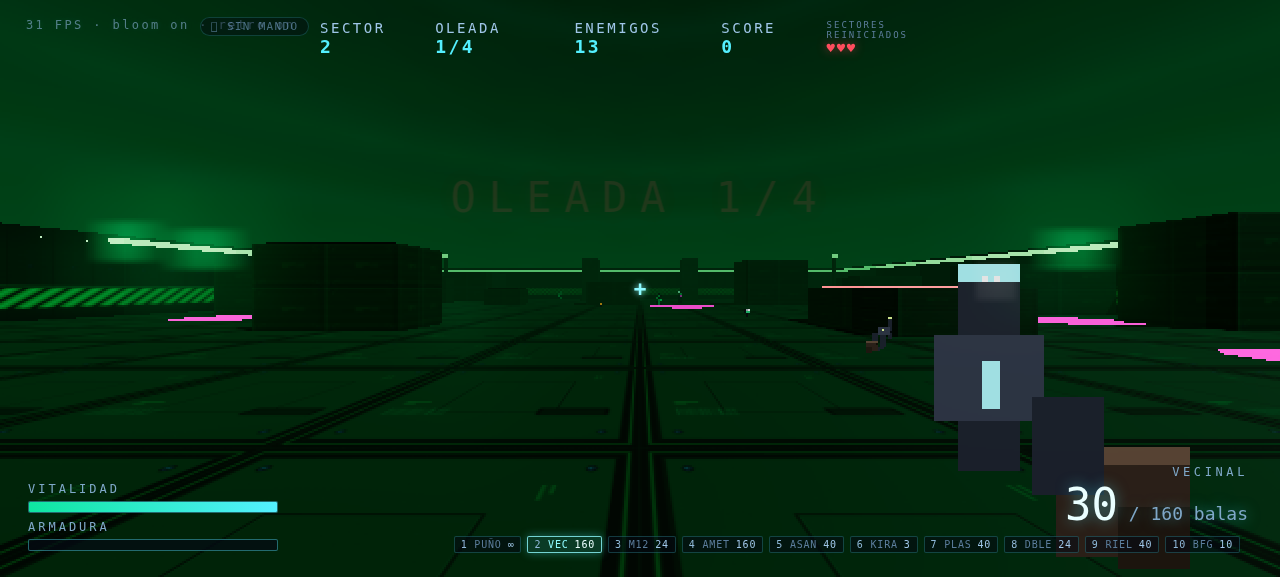 31 FPS · bloom on ·
SIN MANDO
SECTOR
2
OLEADA
1/4
ENEMIGOS
13
SCORE
0
SECTORES
REINICIADOS
♥♥♥
OLEADA 1/4
VITALIDAD
ARMADURA
VECINAL
30 / 160 balas
1 PUÑO ∞
2 VEC 160
3 M12 24
4 AMET 160
5 ASAN 40
6 KIRA 3
7 PLAS 40
8 DBLE 24
9 RIEL 40
10 BFG 10